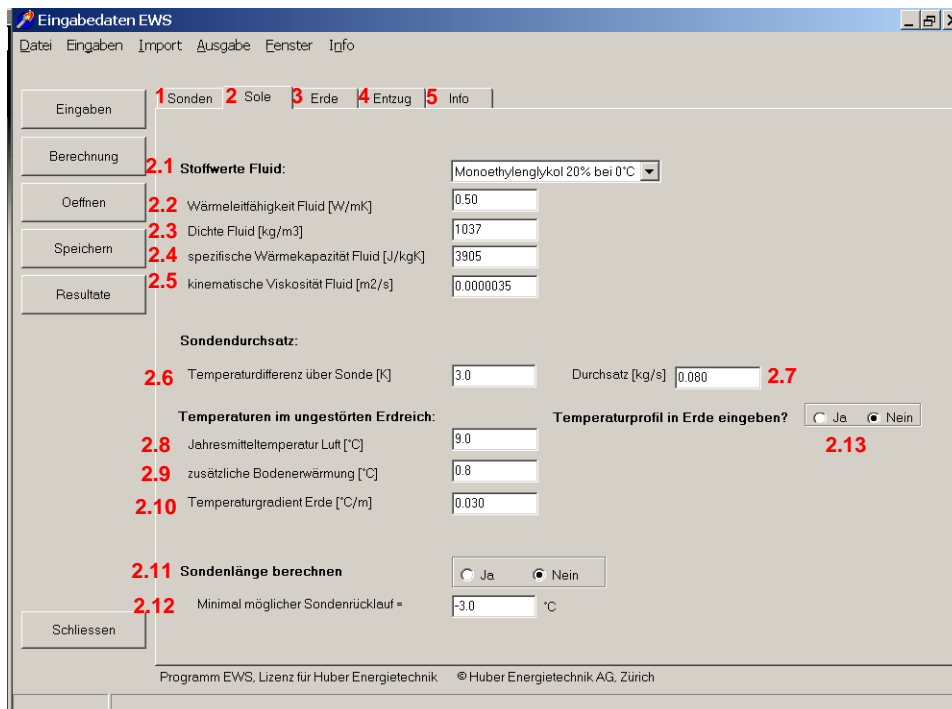 Eingabedaten EWS
Datei Eingaben Import Ausgabe Fenster Info
Eingaben
Berechnung
Oeffnen
Speichern
Resultate
Schliessen
1 Sonden 2 Sole 3 Erde 4 Entzug 5 Info
2.1 Stoffwerte Fluid: Monoethylenglykol 20% bei 0°C
2.2 Wärmeleitfähigkeit Fluid [W/mK] 0.50
2.3 Dichte Fluid [kg/m3] 1037
2.4 spezifische Wärmekapazität Fluid [J/kgK] 3905
2.5 kinematische Viskosität Fluid [m2/s] 0.0000035
Sondendurchsatz:
2.6 Temperaturdifferenz über Sonde [K] 3.0 Durchsatz [kg/s] 0.080 2.7
Temperaturen im ungestörten Erdreich: Temperaturprofil in Erde eingeben? Ja Nein
2.8 Jahresmitteltemperatur Luft [°C] 9.0 2.13
2.9 zusätzliche Bodenerwärmung [°C] 0.8
2.10 Temperaturgradient Erde [°C/m] 0.030
2.11 Sondenlänge berechnen Ja Nein
2.12 Minimal möglicher Sondenrücklauf = -3.0 °C
Programm EWS, Lizenz für Huber Energietechnik © Huber Energietechnik AG, Zürich